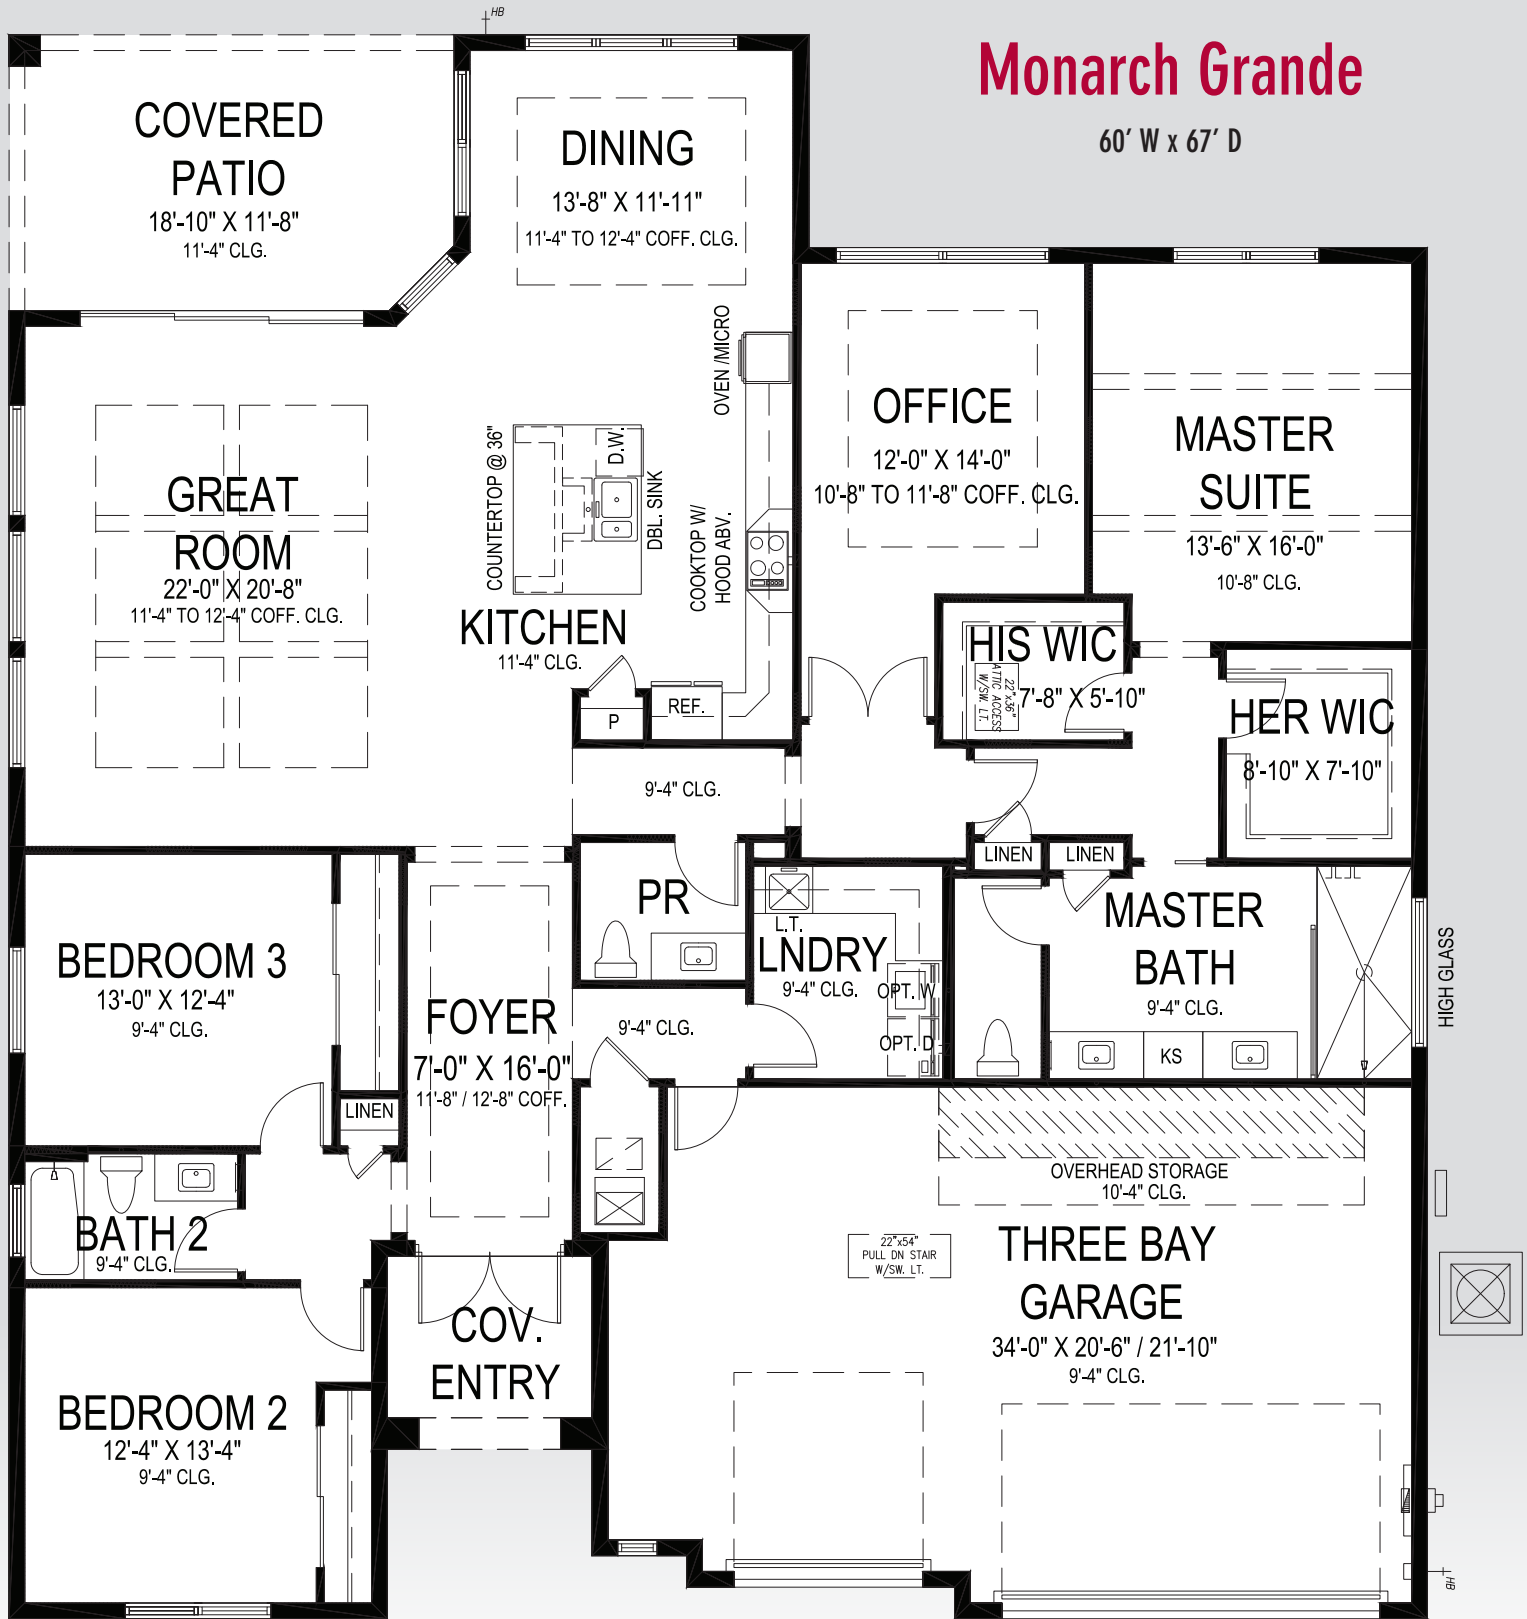 HB
Monarch Grande
60' W x 67' D
COVERED
PATIO
18'-10" X 11'-8"
11'-4" CLG.
DINING
13'-8" X 11'-11"
11'-4" TO 12'-4" COFF. CLG.
OVEN /MICRO
OFFICE
12'-0" X 14'-0"
10'-8" TO 11'-8" COFF. CLG.
MASTER
SUITE
13'-6" X 16'-0"
10'-8" CLG.
GREAT
ROOM
22'-0" X 20'-8"
11'-4" TO 12'-4" COFF. CLG.
COUNTERTOP @ 36"
D.W.
DBL. SINK
COOKTOP W/
HOOD ABV.
KITCHEN
11'-4" CLG.
P
REF.
HIS WIC
7'-8" X 5'-10"
22"x36"
ATTIC ACCESS
W/SW. LT.
HER WIC
8'-10" X 7'-10"
9'-4" CLG.
LINEN
LINEN
PR
L.T.
LNDRY
9'-4" CLG.
OPT. W
OPT. D
MASTER
BATH
9'-4" CLG.
KS
HIGH GLASS
BEDROOM 3
13'-0" X 12'-4"
9'-4" CLG.
FOYER
7'-0" X 16'-0"
11'-8" / 12'-8" COFF.
9'-4" CLG.
LINEN
BATH 2
9'-4" CLG.
OVERHEAD STORAGE
10'-4" CLG.
22"x54"
PULL DN STAIR
W/SW. LT.
THREE BAY
GARAGE
34'-0" X 20'-6" / 21'-10"
9'-4" CLG.
COV.
ENTRY
BEDROOM 2
12'-4" X 13'-4"
9'-4" CLG.
HB